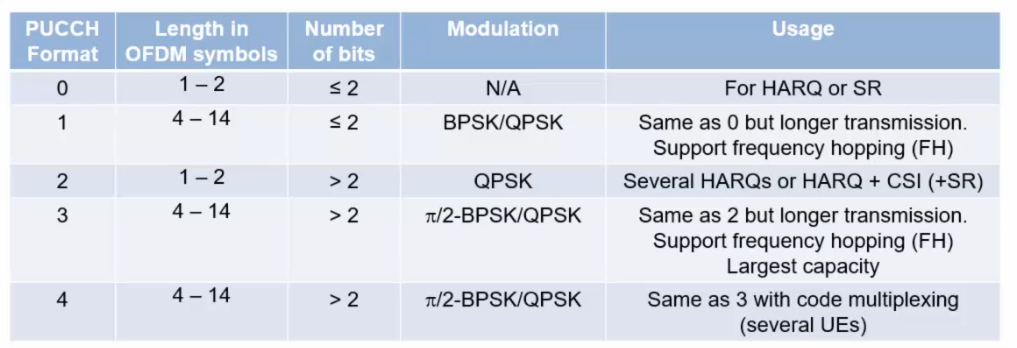 PUCCH Format Length in OFDM symbols Number of bits Modulation Usage
0 1 – 2 ≤ 2 N/A For HARQ or SR
1 4 – 14 ≤ 2 BPSK/QPSK Same as 0 but longer transmission.
Support frequency hopping (FH)
2 1 – 2 > 2 QPSK Several HARQs or HARQ + CSI (+SR)
3 4 – 14 > 2 π/2-BPSK/QPSK Same as 2 but longer transmission.
Support frequency hopping (FH)
Largest capacity
4 4 – 14 > 2 π/2-BPSK/QPSK Same as 3 with code multiplexing
(several UEs)